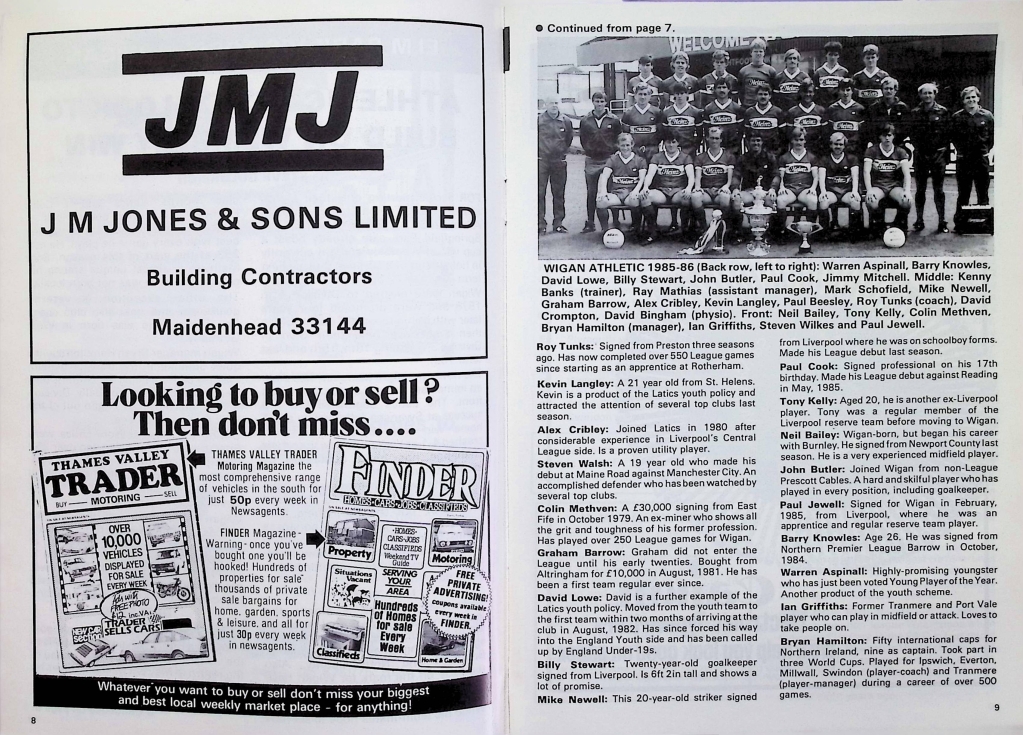 JMJ
J M JONES & SONS LIMITED
Building Contractors
Maidenhead 33144
Looking to buy or sell?
Then don't miss....
THAMES VALLEY
TRADER
BUY — MOTORING — SELL
OVER
10,000
VEHICLES
DISPLAYED
FOR SALE
EVERY WEEK
Ads with
FREE PHOTO
TRADER
SELLS CARS
NEW CAR
Section
THAMES VALLEY TRADER
Motoring Magazine the
most comprehensive range
of vehicles in the south for
just 50p every week in
Newsagents.
FINDER Magazine -
Warning - once you've
bought one you'll be
hooked! Hundreds of
properties for sale
thousands of private
sale bargains for
home, garden, sports
& leisure, and all for
just 30p every week
in newsagents.
FINDER
HOMES-CARS-JOBS-CLASSIFIEDS
Property
-HOMES-
CARS-JOBS
CLASSIFIEDS
Weekend TV
Guide
Motoring
Situations
Vacant
SERVING
YOUR
AREA
FREE
PRIVATE
ADVERTISING!
coupons available
every week in
FINDER.
Hundreds
of Homes
for sale
Every
Week
Classifieds
Home & Garden
Whatever you want to buy or sell don't miss your biggest
and best local weekly market place - for anything!
8
● Continued from page 7.
WELCOME
WIGAN ATHLETIC 1985-86 (Back row, left to right): Warren Aspinall, Barry Knowles,
David Lowe, Billy Stewart, John Butler, Paul Cook, Jimmy Mitchell. Middle: Kenny
Banks (trainer), Ray Mathias (assistant manager), Mark Schofield, Mike Newell,
Graham Barrow, Alex Cribley, Kevin Langley, Paul Beesley, Roy Tunks (coach), David
Crompton, David Bingham (physio). Front: Neil Bailey, Tony Kelly, Colin Methven,
Bryan Hamilton (manager), Ian Griffiths, Steven Wilkes and Paul Jewell.
Roy Tunks: Signed from Preston three seasons
ago. Has now completed over 550 League games
since starting as an apprentice at Rotherham.
Kevin Langley: A 21 year old from St. Helens.
Kevin is a product of the Latics youth policy and
attracted the attention of several top clubs last
season.
Alex Cribley: Joined Latics in 1980 after
considerable experience in Liverpool's Central
League side. Is a proven utility player.
Steven Walsh: A 19 year old who made his
debut at Maine Road against Manchester City. An
accomplished defender who has been watched by
several top clubs.
Colin Methven: A £30,000 signing from East
Fife in October 1979. An ex-miner who shows all
the grit and toughness of his former profession.
Has played over 250 League games for Wigan.
Graham Barrow: Graham did not enter the
League until his early twenties. Bought from
Altringham for £10,000 in August, 1981. He has
been a first team regular ever since.
David Lowe: David is a further example of the
Latics youth policy. Moved from the youth team to
the first team within two months of arriving at the
club in August, 1982. Has since forced his way
into the England Youth side and has been called
up by England Under-19s.
Billy Stewart: Twenty-year-old goalkeeper
signed from Liverpool. Is 6ft 2in tall and shows a
lot of promise.
Mike Newell: This 20-year-old striker signed
from Liverpool where he was on schoolboy forms.
Made his League debut last season.
Paul Cook: Signed professional on his 17th
birthday. Made his League debut against Reading
in May, 1985.
Tony Kelly: Aged 20, he is another ex-Liverpool
player. Tony was a regular member of the
Liverpool reserve team before moving to Wigan.
Neil Bailey: Wigan-born, but began his career
with Burnley. He signed from Newport County last
season. He is a very experienced midfield player.
John Butler: Joined Wigan from non-League
Prescott Cables. A hard and skilful player who has
played in every position, including goalkeeper.
Paul Jewell: Signed for Wigan in February,
1985, from Liverpool, where he was an
apprentice and regular reserve team player.
Barry Knowles: Age 26. He was signed from
Northern Premier League Barrow in October,
1984.
Warren Aspinall: Highly-promising youngster
who has just been voted Young Player of the Year.
Another product of the youth scheme.
Ian Griffiths: Former Tranmere and Port Vale
player who can play in midfield or attack. Loves to
take people on.
Bryan Hamilton: Fifty international caps for
Northern Ireland, nine as captain. Took part in
three World Cups. Played for Ipswich, Everton,
Millwall, Swindon (player-coach) and Tranmere
(player-manager) during a career of over 500
games.
9